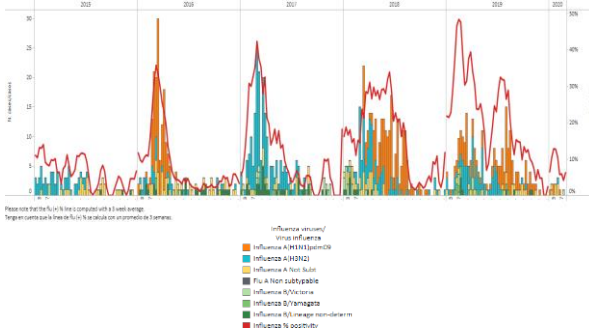 2015 2016 2017 2018 2019 2020
30
25
20
15
10
5
0
50%
40%
30%
20%
10%
0%
Please note that the flu (+) % line is computed with a 3 week average.
Tenga en cuenta que la línea de flu (+) % se calcula con un promedio de 3 semanas.
Influenza viruses/
Virus influenza
Influenza A(H1N1)pdm09
Influenza A(H3N2)
Influenza A Not Subt
Flu A Non subtypable
Influenza B/Victoria
Influenza B/Yamagata
Influenza B/Lineage non-determ
Influenza % positivity